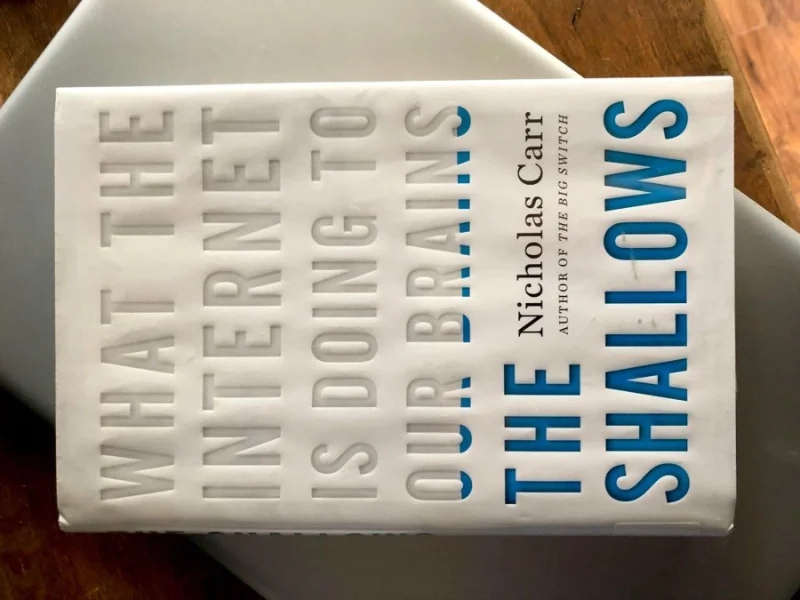 WHAT THE
INTERNET
IS DOING TO
OUR BRAINS
THE
Nicholas Carr
AUTHOR OF THE BIG SWITCH
SHALLOWS